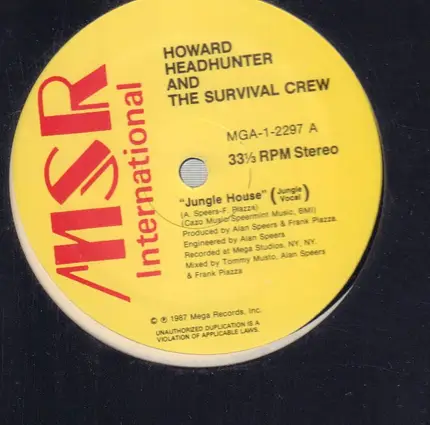 MSR
International
HOWARD
HEADHUNTER
AND
THE SURVIVAL CREW
MGA-1-2297 A
33⅓ RPM Stereo
"Jungle House" (Jungle Vocal)
(A. Speers-F. Piazza)
(Cazo Music/Spearmint Music, BMI)
Produced by Alan Speers & Frank Piazza.
Engineered by Alan Speers
Recorded at Mega Studios, NY, NY.
Mixed by Tommy Musto, Alan Speers
& Frank Piazza
© ℗ 1987 Mega Records, Inc.
UNAUTHORIZED DUPLICATION IS A
VIOLATION OF APPLICABLE LAWS.